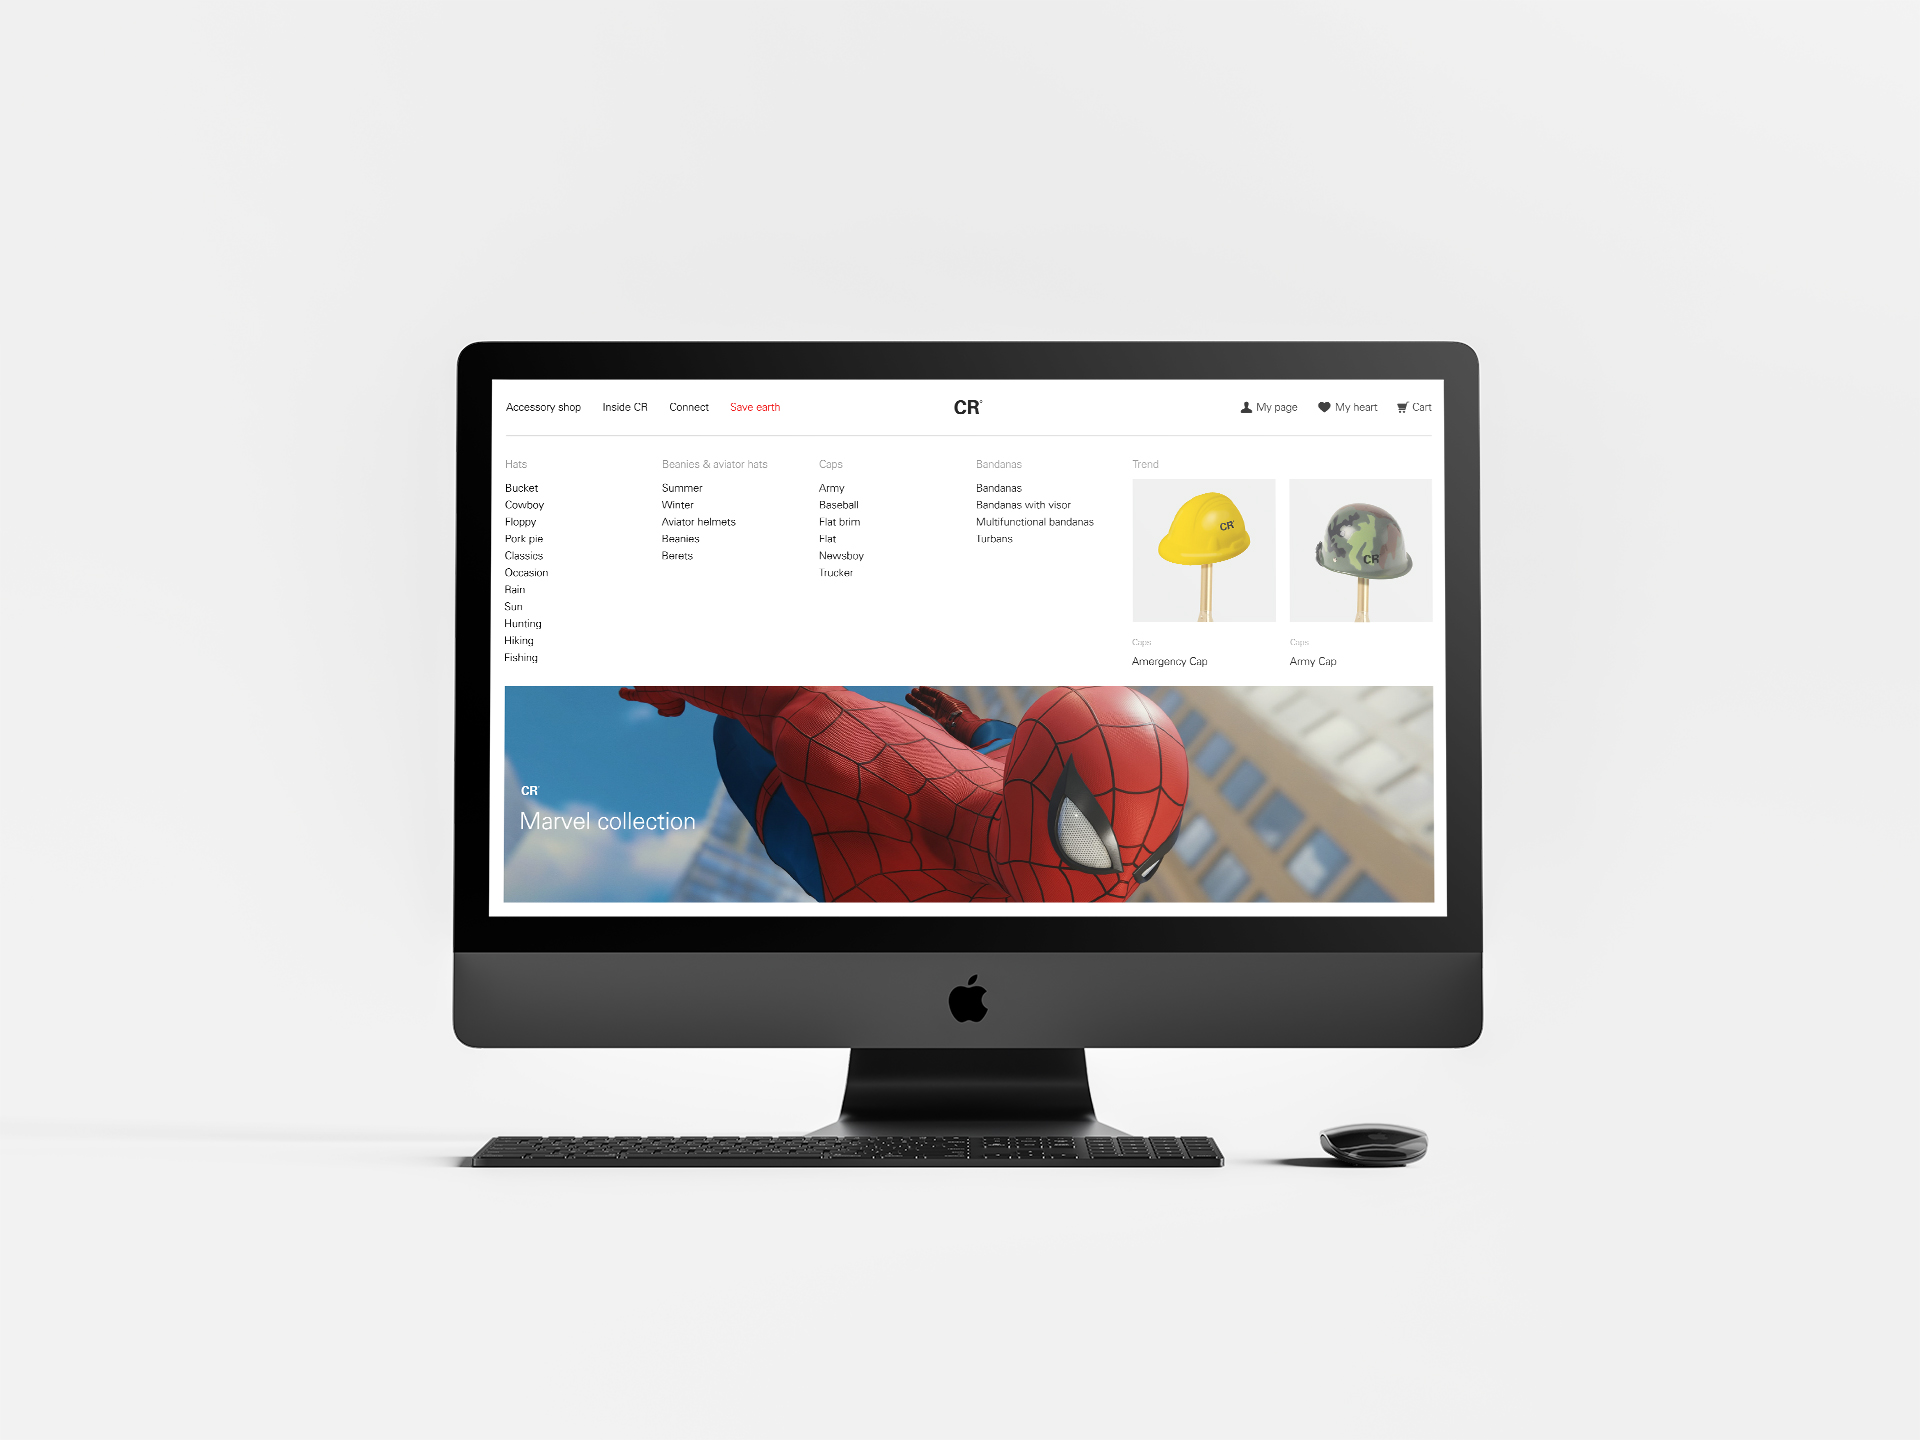 Accessory shop Inside CR Connect Save earth CR° My page My heart Cart
Hats
Bucket
Cowboy
Floppy
Pork pie
Classics
Occasion
Rain
Sun
Hunting
Hiking
Fishing
Beanies & aviator hats
Summer
Winter
Aviator helmets
Beanies
Berets
Caps
Army
Baseball
Flat brim
Flat
Newsboy
Trucker
Bandanas
Bandanas
Bandanas with visor
Multifunctional bandanas
Turbans
Trend
CR°
Caps
Amergency Cap
CR
Caps
Army Cap
CR°
Marvel collection